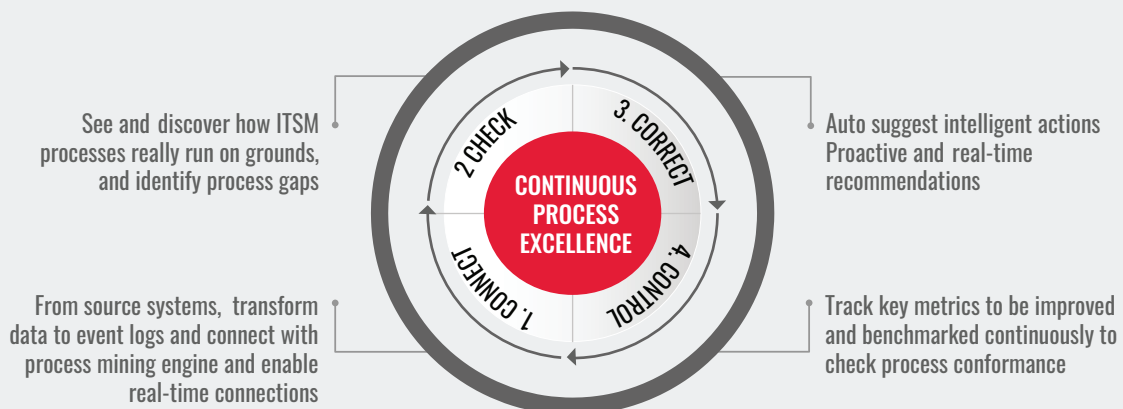 See and discover how ITSM
processes really run on grounds,
and identify process gaps
2 CHECK
3. CORRECT
Auto suggest intelligent actions
Proactive and real-time
recommendations
CONTINUOUS
PROCESS
EXCELLENCE
From source systems, transform
data to event logs and connect with
process mining engine and enable
real-time connections
1. CONNECT
4. CONTROL
Track key metrics to be improved
and benchmarked continuously to
check process conformance